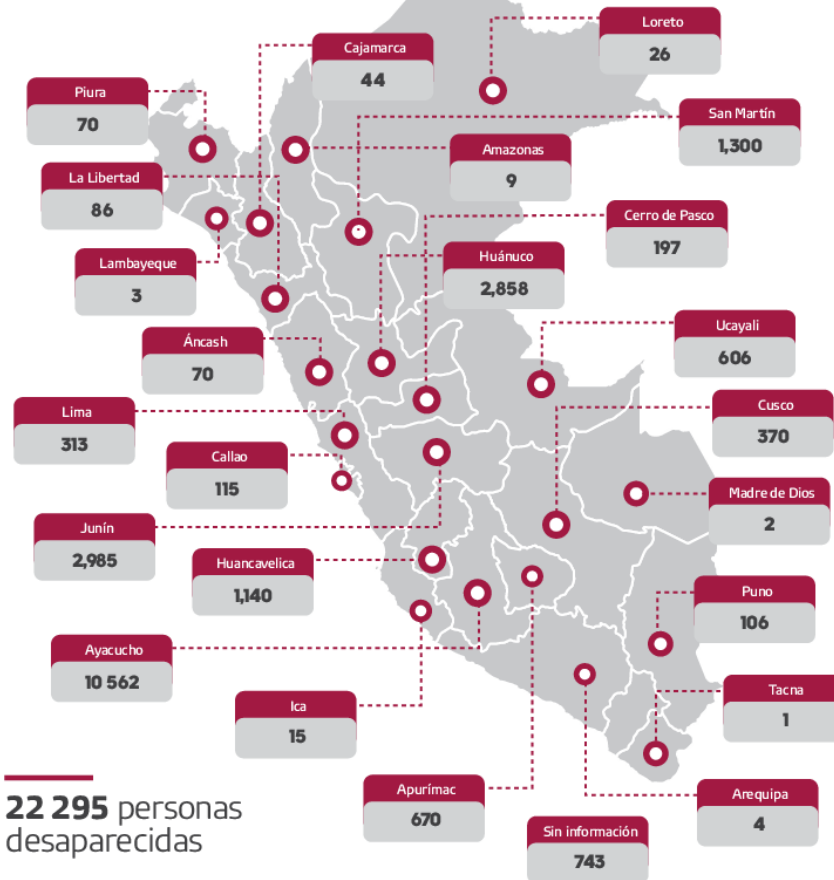 Loreto
26
Cajamarca
44
Piura
70
San Martín
1,300
Amazonas
9
La Libertad
86
Cerro de Pasco
197
Lambayeque
3
Huánuco
2,858
Ucayali
606
Áncash
70
Cusco
370
Lima
313
Callao
115
Madre de Dios
2
Junín
2,985
Huancavelica
1,140
Puno
106
Ayacucho
10 562
Tacna
1
Ica
15
Apurímac
670
Arequipa
4
22 295 personas
desaparecidas
Sin información
743